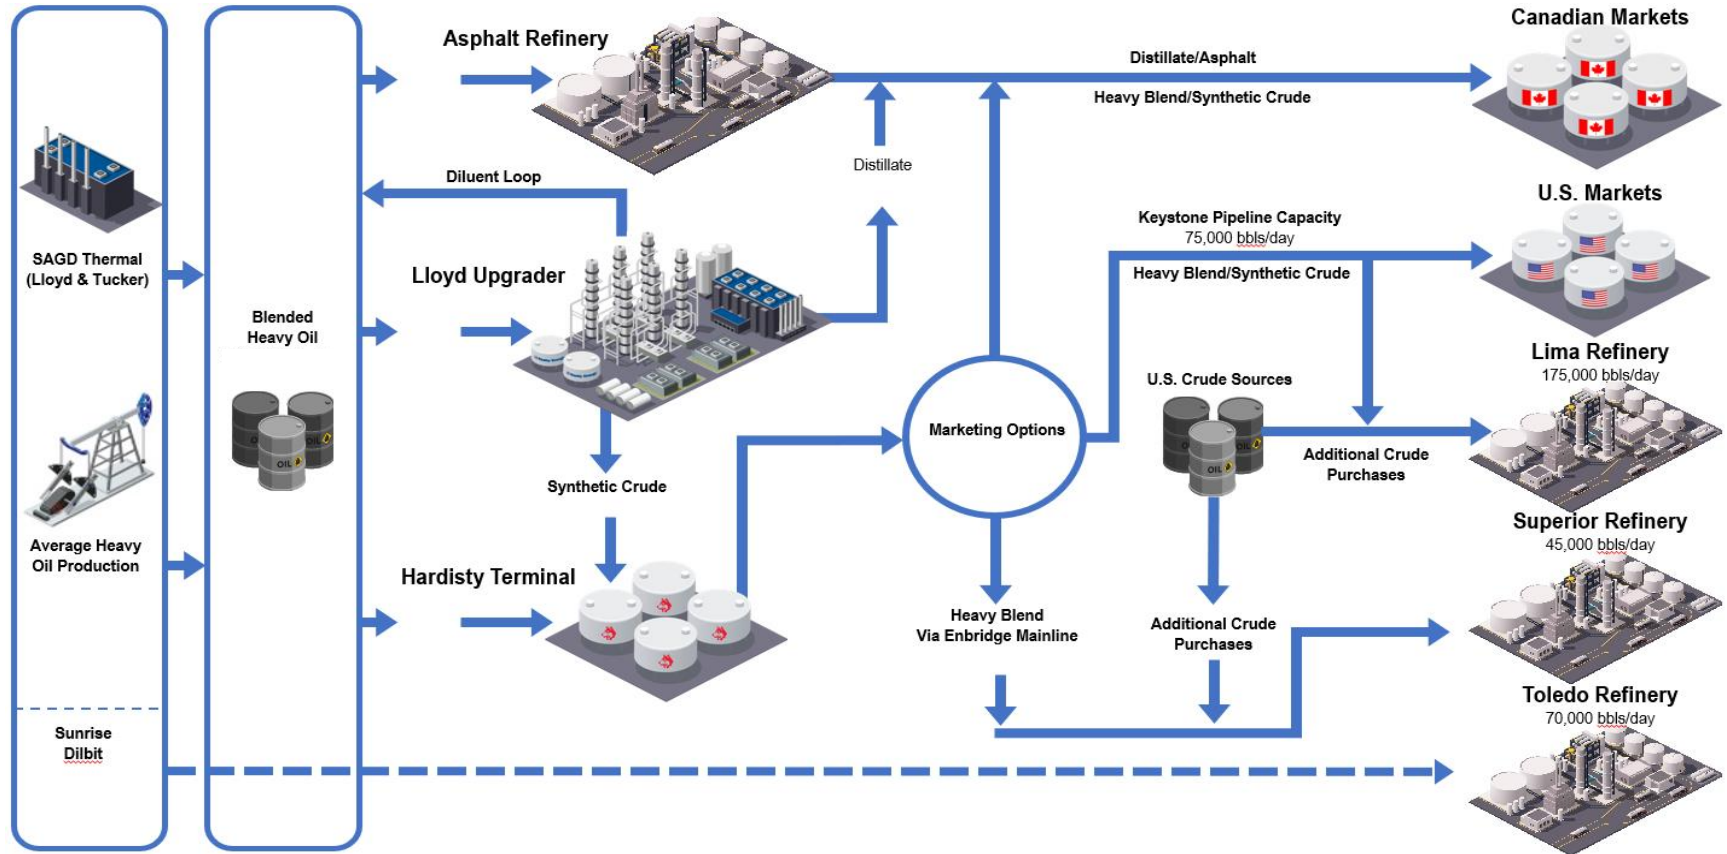 SAGD Thermal
(Lloyd & Tucker)
Average Heavy
Oil Production
Sunrise
Dilbit
Blended
Heavy Oil
OIL
Asphalt Refinery
Diluent Loop
Lloyd Upgrader
Synthetic Crude
Hardisty Terminal
Distillate
Distillate/Asphalt
Heavy Blend/Synthetic Crude
Marketing Options
Heavy Blend
Via Enbridge Mainline
Keystone Pipeline Capacity
75,000 bbls/day
Heavy Blend/Synthetic Crude
U.S. Crude Sources
OIL
Additional Crude
Purchases
Additional Crude
Purchases
Canadian Markets
U.S. Markets
Lima Refinery
175,000 bbls/day
Superior Refinery
45,000 bbls/day
Toledo Refinery
70,000 bbls/day